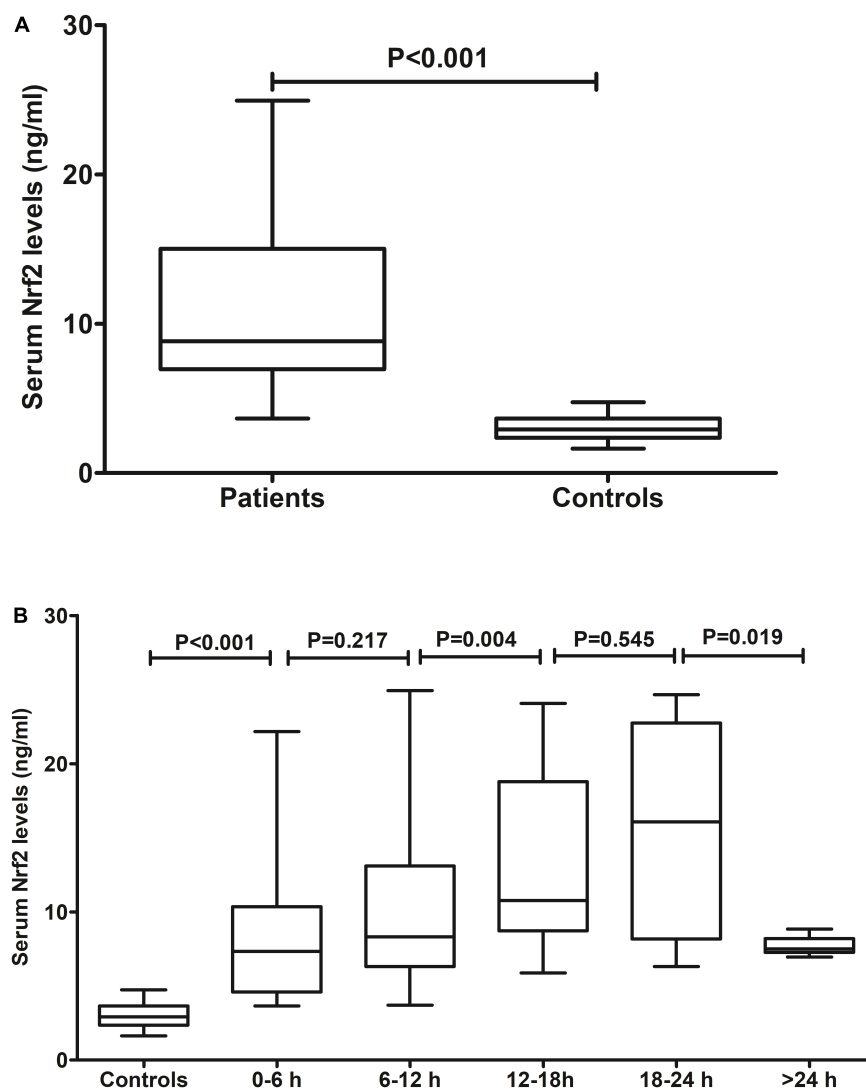 A
30
P<0.001
20
10
0
Serum Nrf2 levels (ng/ml)
Patients Controls
B
30
P<0.001 P=0.217 P=0.004 P=0.545 P=0.019
20
10
0
Serum Nrf2 levels (ng/ml)
Controls 0-6 h 6-12 h 12-18h 18-24 h >24 h